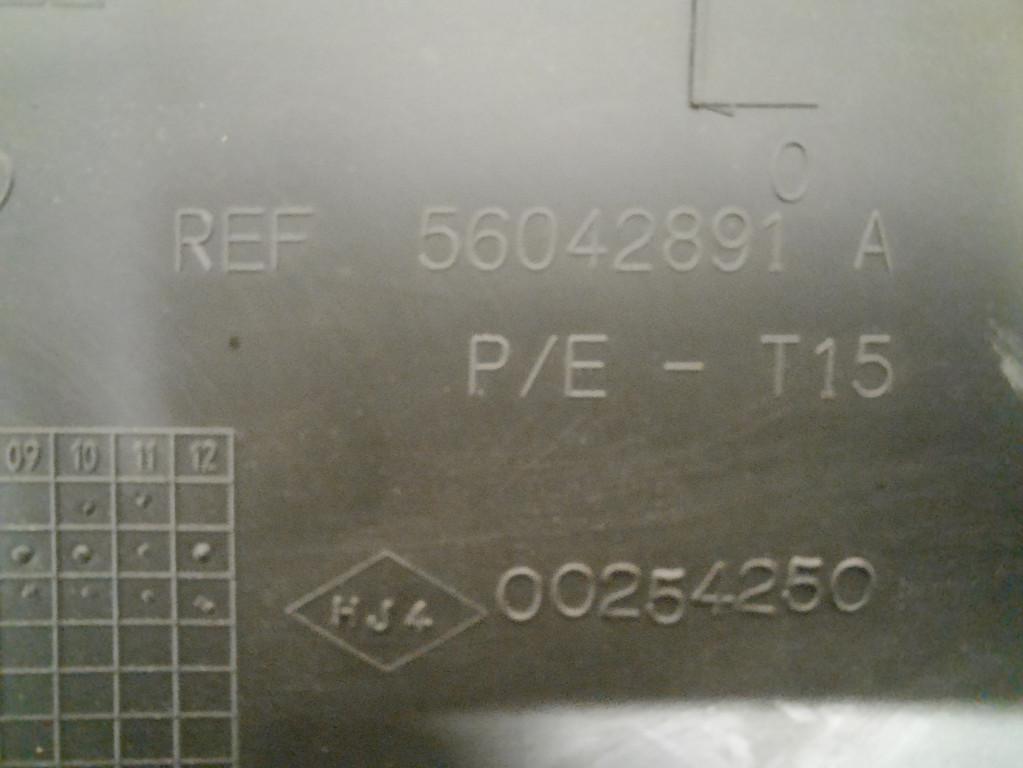 0
REF 56042891 A
P/E - T15
09 10 11 12
HJ4 00254250